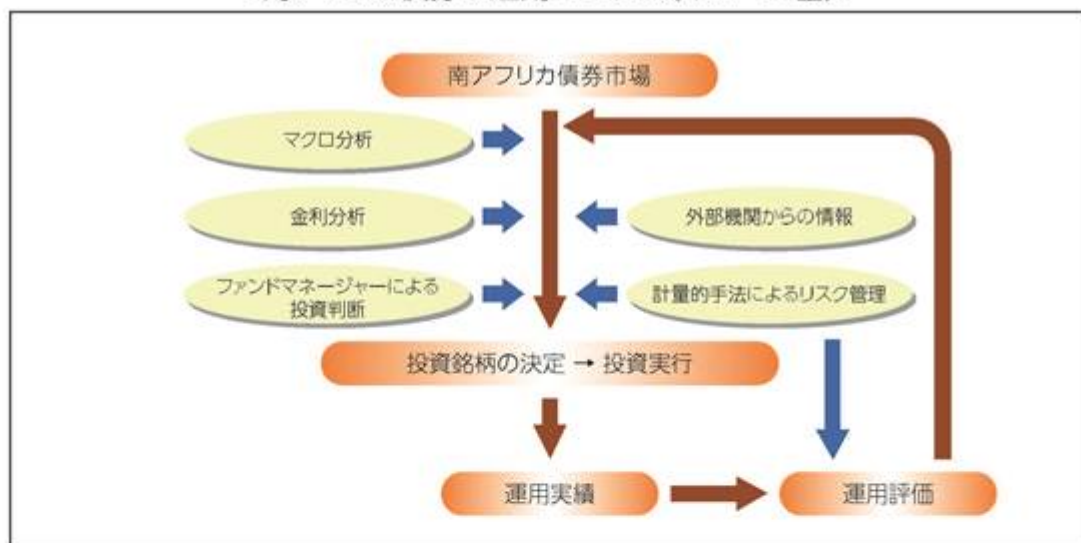 南アフリカ債券市場
マクロ分析
金利分析
外部機関からの情報
ファンドマネージャーによる
投資判断
計量的手法によるリスク管理
投資銘柄の決定 → 投資実行
運用実績
運用評価